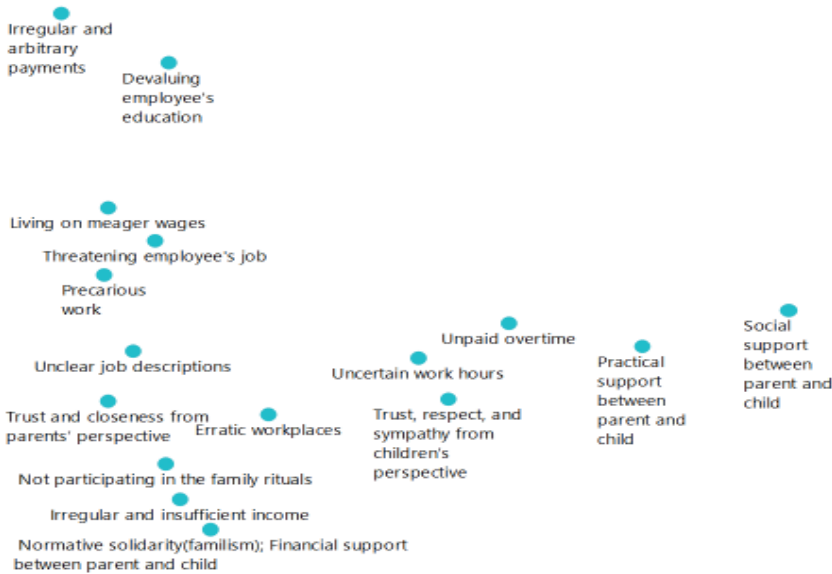 Irregular and
arbitrary
payments
Devaluing
employee's
education
Living on meager wages
Threatening employee's job
Precarious
work
Unpaid overtime
Social
support
between
parent and
child
Practical
support
between
parent and
child
Unclear job descriptions
Uncertain work hours
Trust and closeness from
parents' perspective
Erratic workplaces
Trust, respect, and
sympathy from
children's
perspective
Not participating in the family rituals
Irregular and insufficient income
Normative solidarity(familism); Financial support
between parent and child